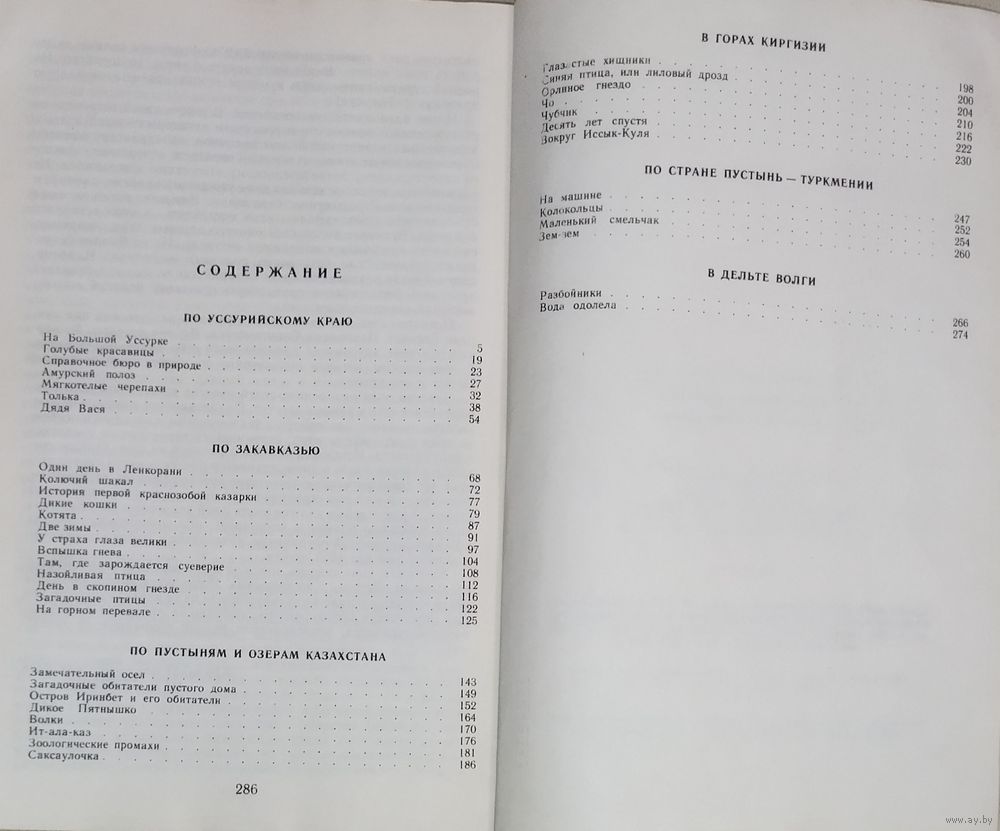 СОДЕРЖАНИЕ
ПО УССУРИЙСКОМУ КРАЮ
На Большой Уссурке . 5
Голубые красавицы . 19
Справочное бюро в природе . 23
Амурский полоз . 27
Мягкотелые черепахи . 32
Толька . 38
Дядя Вася . 54
ПО ЗАКАВКАЗЬЮ
Один день в Ленкорани . 68
Колючий шакал . 72
История первой краснозобой казарки . 77
Дикие кошки . 79
Котята . 87
Две зимы . 91
У страха глаза велики . 97
Вспышка гнева . 104
Там, где зарождается суеверие . 108
Назойливая птица . 112
День в скопином гнезде . 116
Загадочные птицы . 122
На горном перевале . 125
ПО ПУСТЫНЯМ И ОЗЕРАМ КАЗАХСТАНА
Замечательный осел . 143
Загадочные обитатели пустого дома . 149
Остров Иринбет и его обитатели . 152
Дикое Пятнышко . 164
Волки . 170
Ит-ала-каз . 176
Зоологические промахи . 181
Саксаулочка . 186
286
В ГОРАХ КИРГИЗИИ
Глаз стые хищники . 198
Синяя птица, или лиловый дрозд . 200
Орлиное гнездо . 204
Чо . 210
Чубчик . 216
Десять лет спустя . 222
Вокруг Иссык-Куля . 230
ПО СТРАНЕ ПУСТЫНЬ — ТУРКМЕНИИ
На машине . 247
Колокольцы . 252
Маленький смельчак . 254
Зем-зем . 260
В ДЕЛЬТЕ ВОЛГИ
Разбойники . 266
Вода одолела . 274
www.ay.by